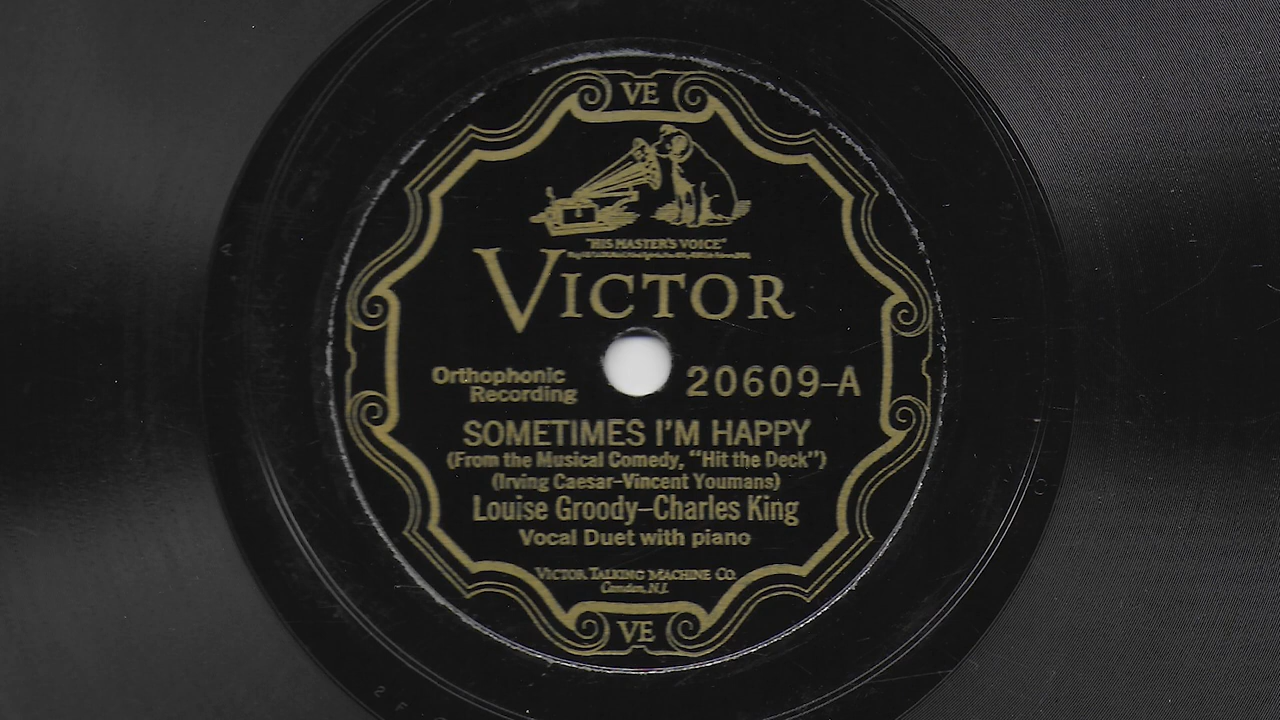 VE
"HIS MASTER'S VOICE"
VICTOR
Orthophonic
Recording
20609-A
SOMETIMES I'M HAPPY
(From the Musical Comedy, "Hit the Deck")
(Irving Caesar-Vincent Youmans)
Louise Groody-Charles King
Vocal Duet with piano
VICTOR TALKING MACHINE CO.
Camden, N.J.
VE